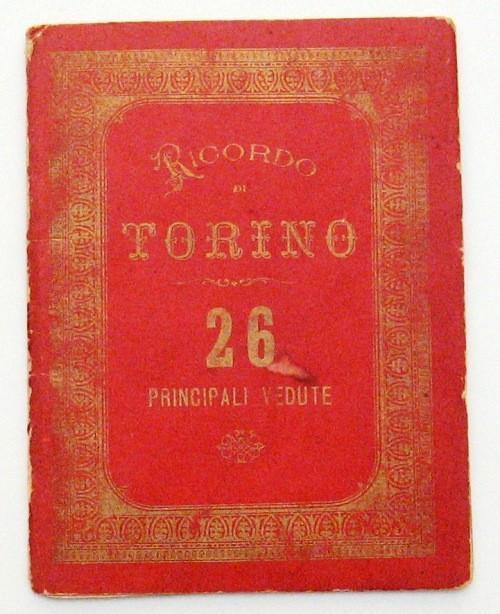 RICORDO
DI
TORINO
26
PRINCIPALI VEDUTE